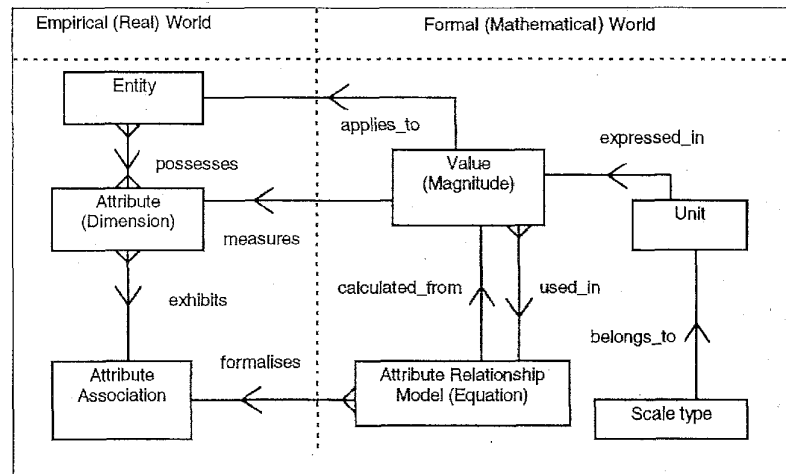 Empirical (Real) World
Formal (Mathematical) World
Entity
applies_to
expressed_in
possesses
Value
(Magnitude)
Attribute
(Dimension)
Unit
measures
calculated_from
used_in
exhibits
belongs_to
formalises
Attribute
Association
Attribute Relationship
Model (Equation)
Scale type